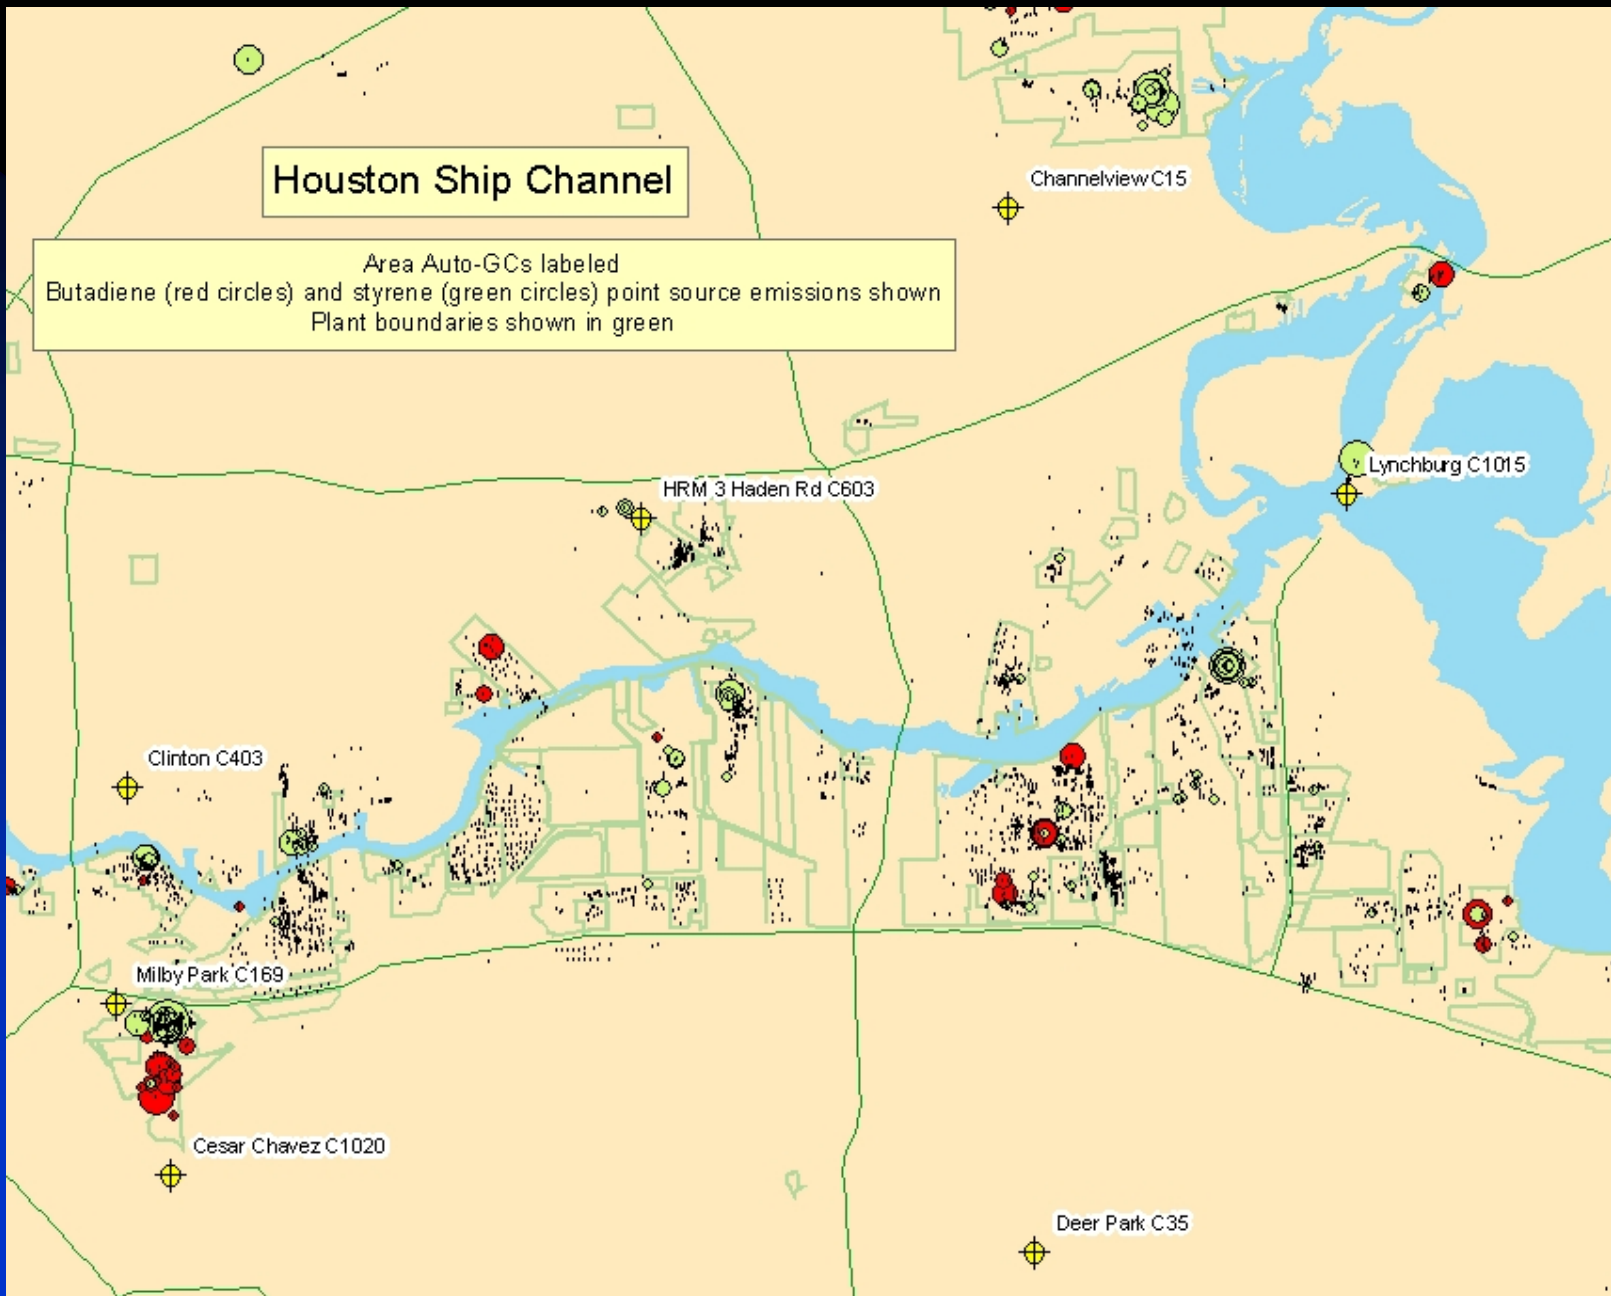 Houston Ship Channel
Channelview C15
Area Auto-GCs labeled
Butadiene (red circles) and styrene (green circles) point source emissions shown
Plant boundaries shown in green
Lynchburg C1015
HRM 3 Haden Rd C603
Clinton C403
Milby Park C169
Cesar Chavez C1020
Deer Park C35